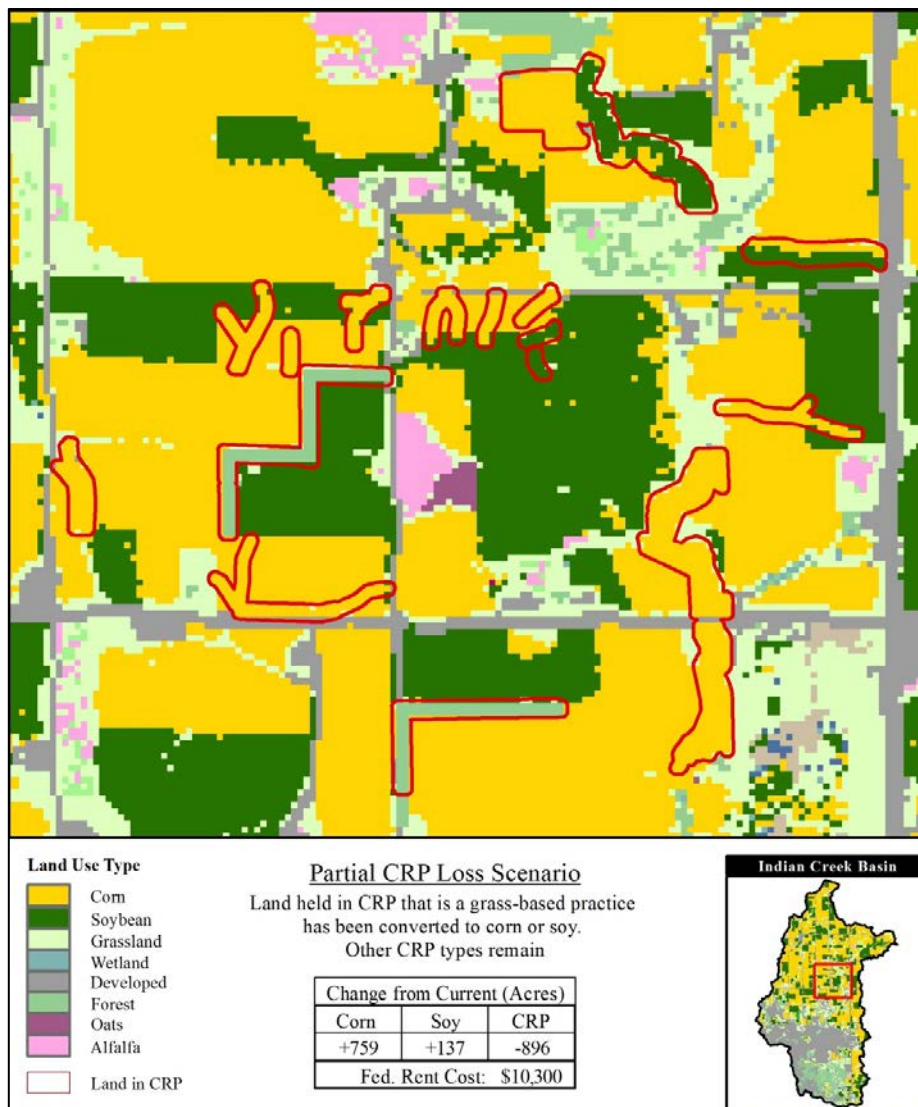 Land Use Type
Corn
Soybean
Grassland
Wetland
Developed
Forest
Oats
Alfalfa
Land in CRP
Partial CRP Loss Scenario
Land held in CRP that is a grass-based practice
has been converted to corn or soy.
Other CRP types remain
Change from Current (Acres)
Corn Soy CRP
+759 +137 -896
Fed. Rent Cost: $10,300
Indian Creek Basin